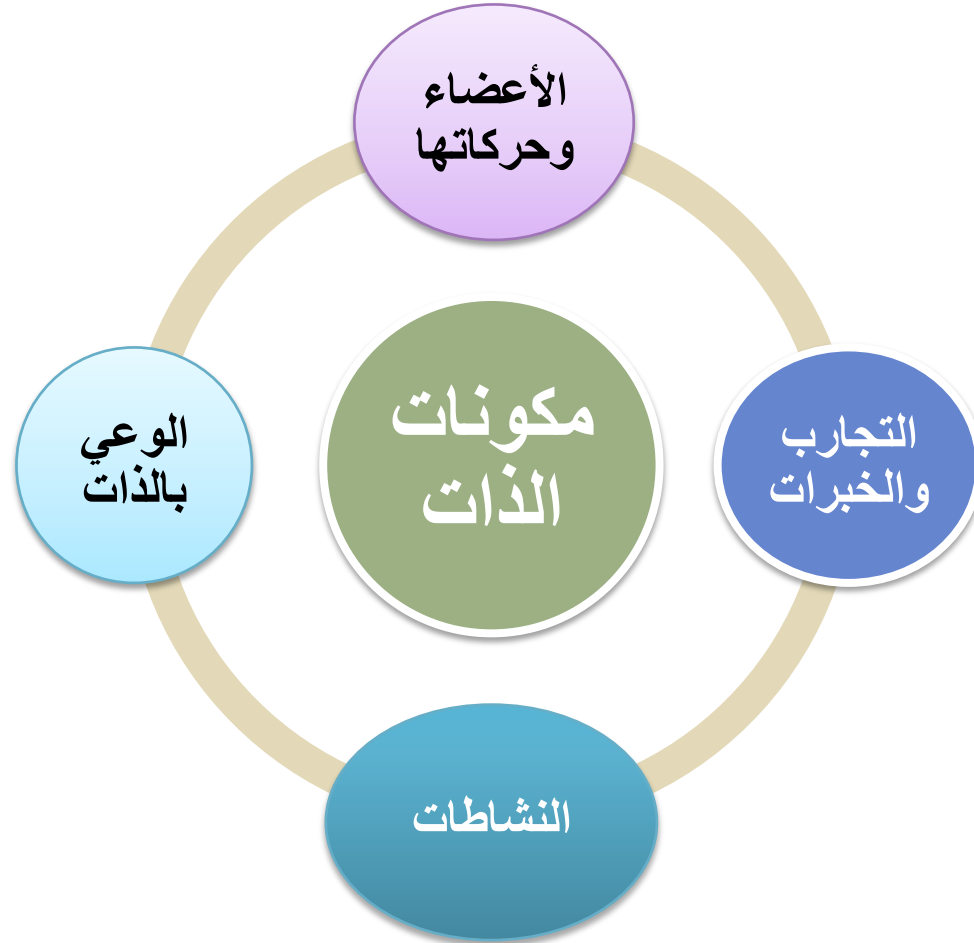 الأعضاء
وحركاتها
مكونات
الذات
التجارب
والخبرات
الوعي
بالذات
النشاطات